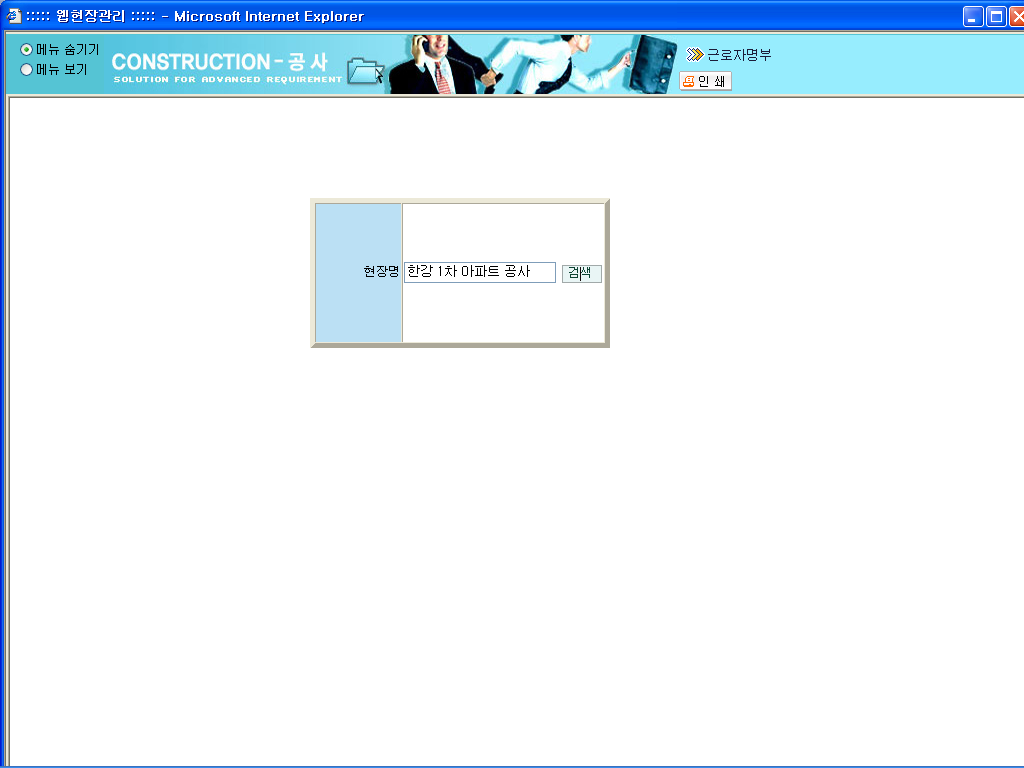 ::::: 웹현장관리 ::::: - Microsoft Internet Explorer
메뉴 숨기기
메뉴 보기
CONSTRUCTION - 공사
SOLUTION FOR ADVANCED REQUIREMENT
근로자명부
인 쇄
현장명 한강 1차 아파트 공사 검색